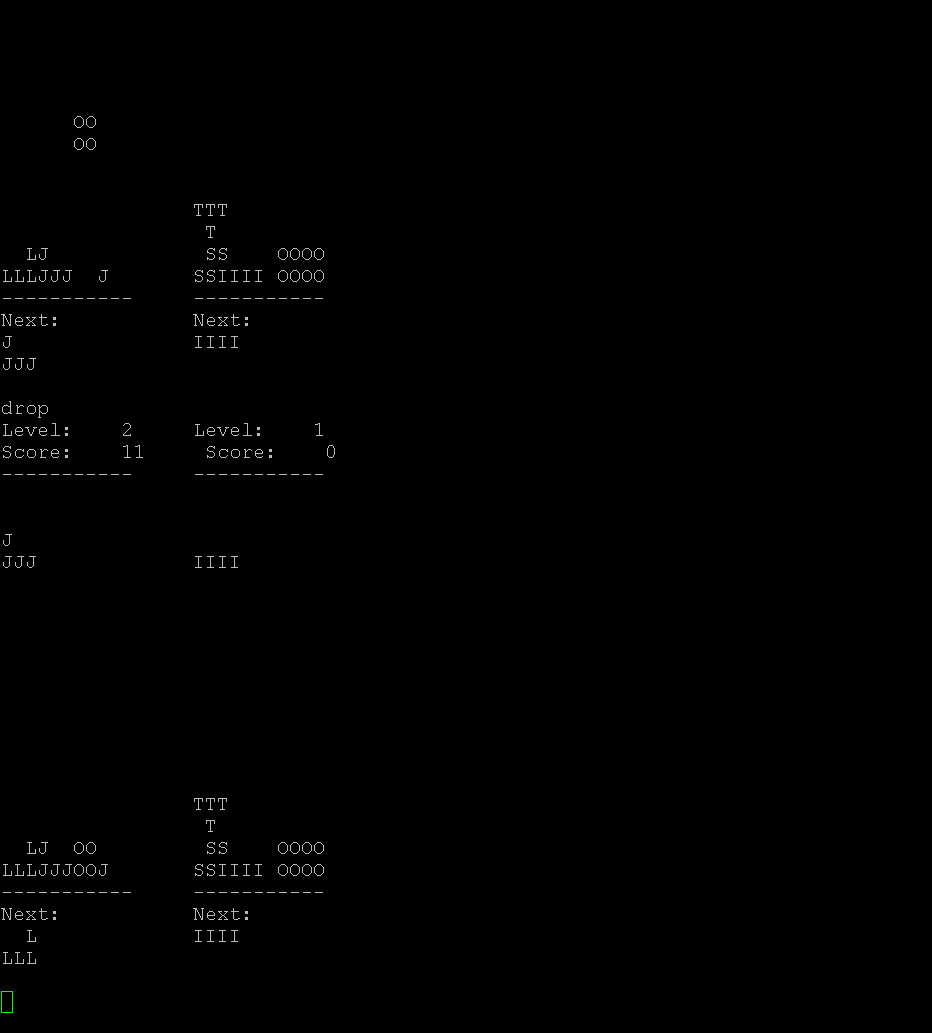 OO
      OO
                TTT
                 T
  LJ             SS    OOOO
LLLJJJ  J       SSIIII OOOO
-----------     -----------
Next:           Next:
J               IIII
JJJ
drop
Level:    2     Level:    1
Score:    11     Score:    0
-----------     -----------
J
JJJ             IIII
                TTT
                 T
  LJ  OO         SS    OOOO
LLLJJJOOJ       SSIIII OOOO
-----------     -----------
Next:           Next:
  L             IIII
LLL